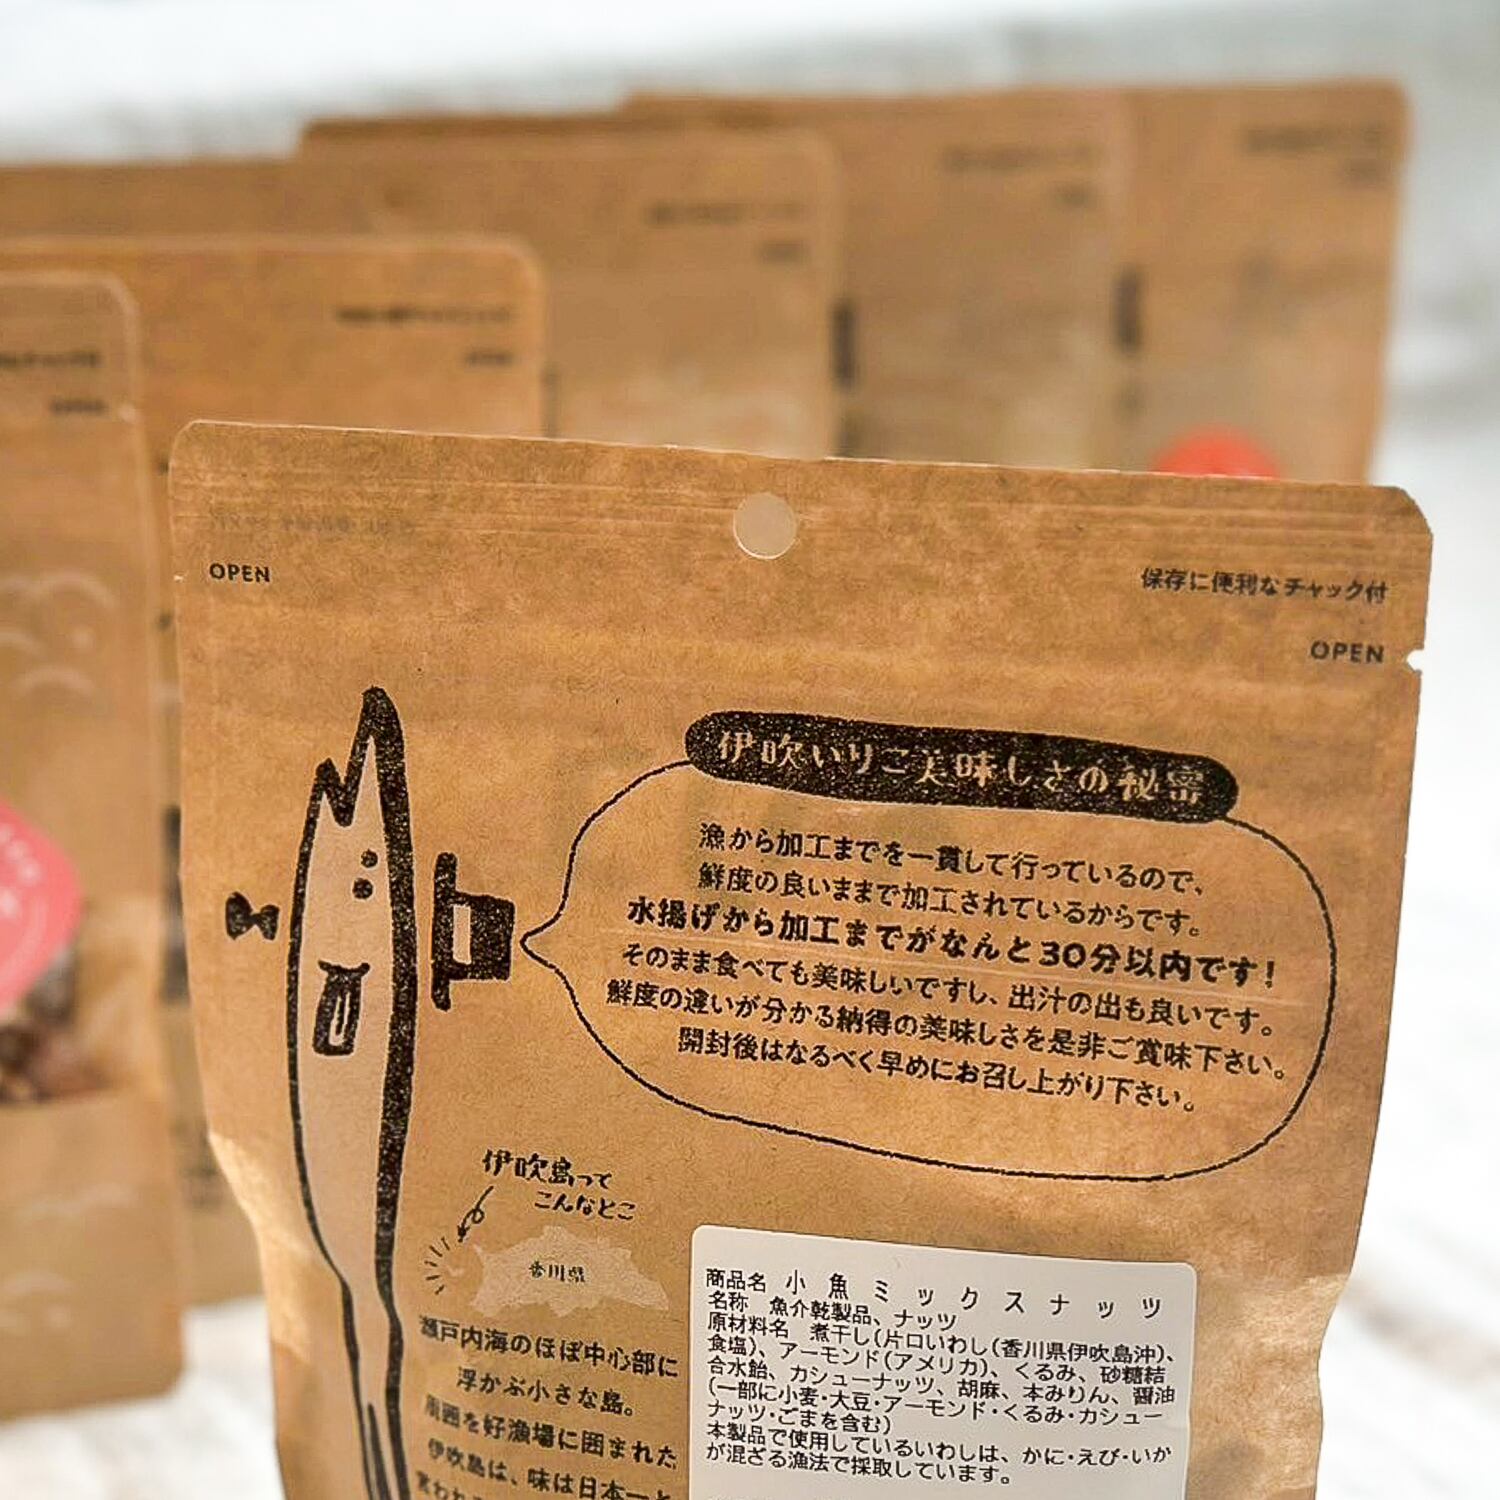 OPEN
保存に便利なチャック付
OPEN
伊吹いりこ美味しさの秘密
漁から加工までを一貫して行っているので、
鮮度の良いままで加工されているからです。
水揚げから加工までがなんと30分以内です!
そのまま食べても美味しいですし、出汁の出も良いです。
鮮度の違いが分かる納得の美味しさを是非ご賞味下さい。
開封後はなるべく早めにお召し上がり下さい。
伊吹島って
こんなとこ
香川県
瀬戸内海のほぼ中心部に
浮かぶ小さな島。
周囲を好漁場に囲まれた
伊吹島は、味は日本一と
言われ
商品名 小魚ミックスナッツ
名称 魚介乾製品、ナッツ
原材料名 煮干し(片口いわし(香川県伊吹島沖)、
食塩)、アーモンド(アメリカ)、くるみ、砂糖結
合水飴、カシューナッツ、胡麻、本みりん、醤油
(一部に小麦・大豆・アーモンド・くるみ・カシュー
ナッツ・ごまを含む)
本製品で使用しているいわしは、かに・えび・いか
が混ざる漁法で採取しています。